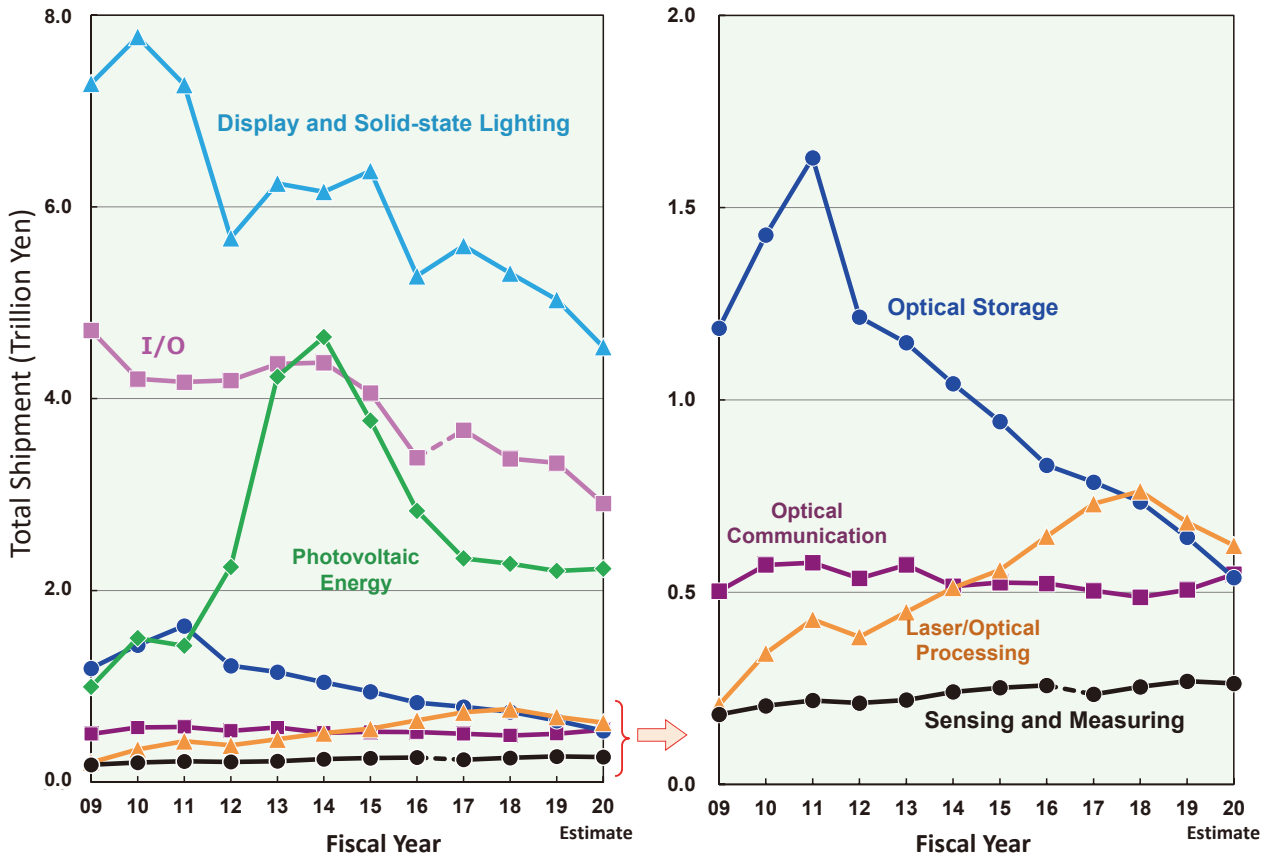 Total Shipment (Trillion Yen)
8.0
6.0
4.0
2.0
0.0
Display and Solid-state Lighting
I/O
Photovoltaic
Energy
09 10 11 12 13 14 15 16 17 18 19 20
Estimate
Fiscal Year
2.0
1.5
1.0
0.5
0.0
Optical Storage
Optical
Communication
Laser/Optical
Processing
Sensing and Measuring
09 10 11 12 13 14 15 16 17 18 19 20
Estimate
Fiscal Year